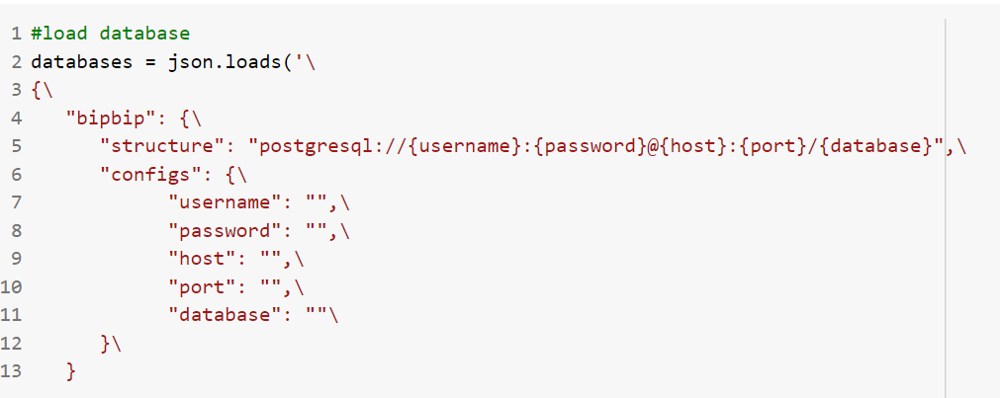 1 #load database
2 databases = json.loads('\
3 {\
4    "bipbip": {\
5       "structure": "postgresql://{username}:{password}@{host}:{port}/{database}",\
6       "configs": {\
7             "username": "",\
8             "password": "",\
9             "host": "",\
10             "port": "",\
11             "database": ""\
12       }\
13    }